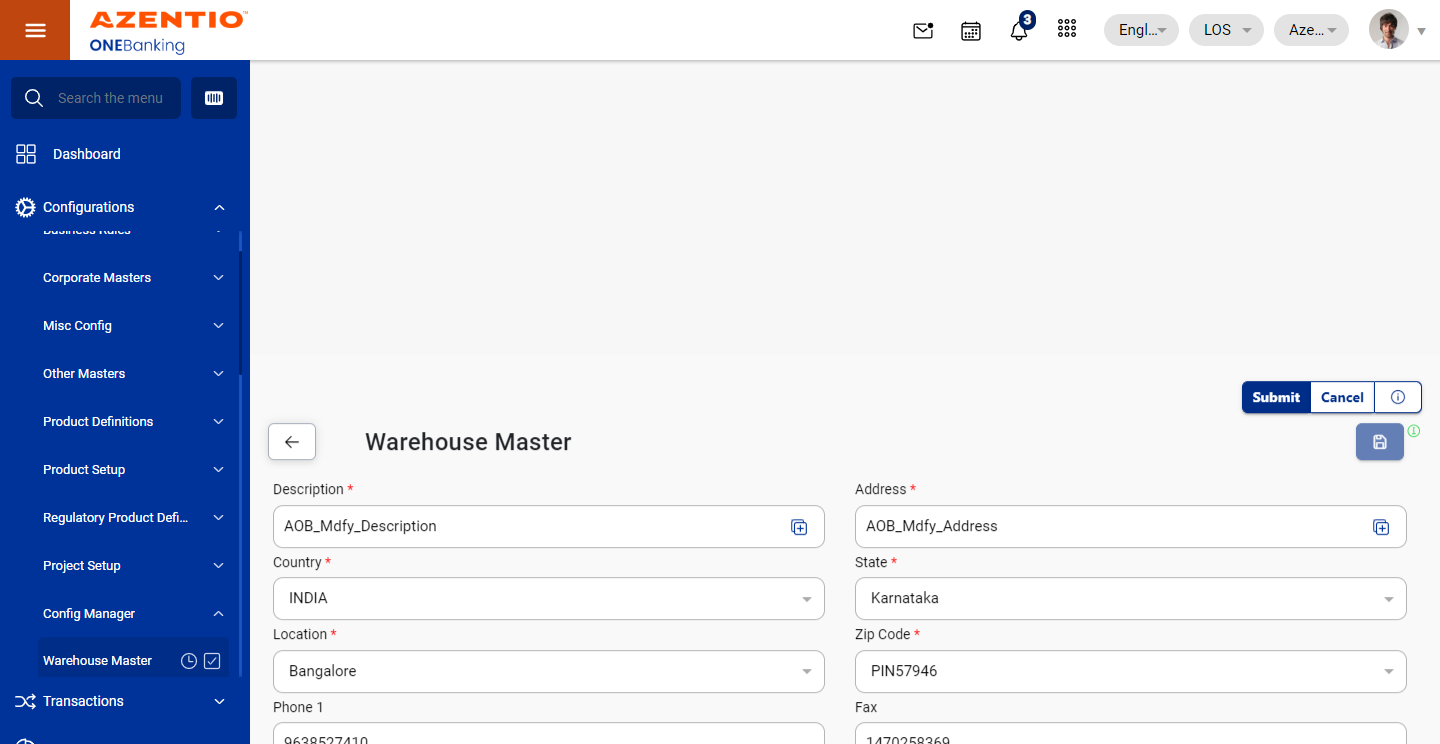 AZENTIO™
ONEBanking
3
Engl...
LOS
Aze...
Search the menu
Dashboard
Configurations
Business Rules
Corporate Masters
Misc Config
Other Masters
Product Definitions
Product Setup
Regulatory Product Defi...
Project Setup
Config Manager
Warehouse Master
Transactions
Submit
Cancel
Warehouse Master
Description *
Address *
AOB_Mdfy_Description
AOB_Mdfy_Address
Country *
State *
INDIA
Karnataka
Location *
Zip Code *
Bangalore
PIN57946
Phone 1
Fax
9638527410
1470258369